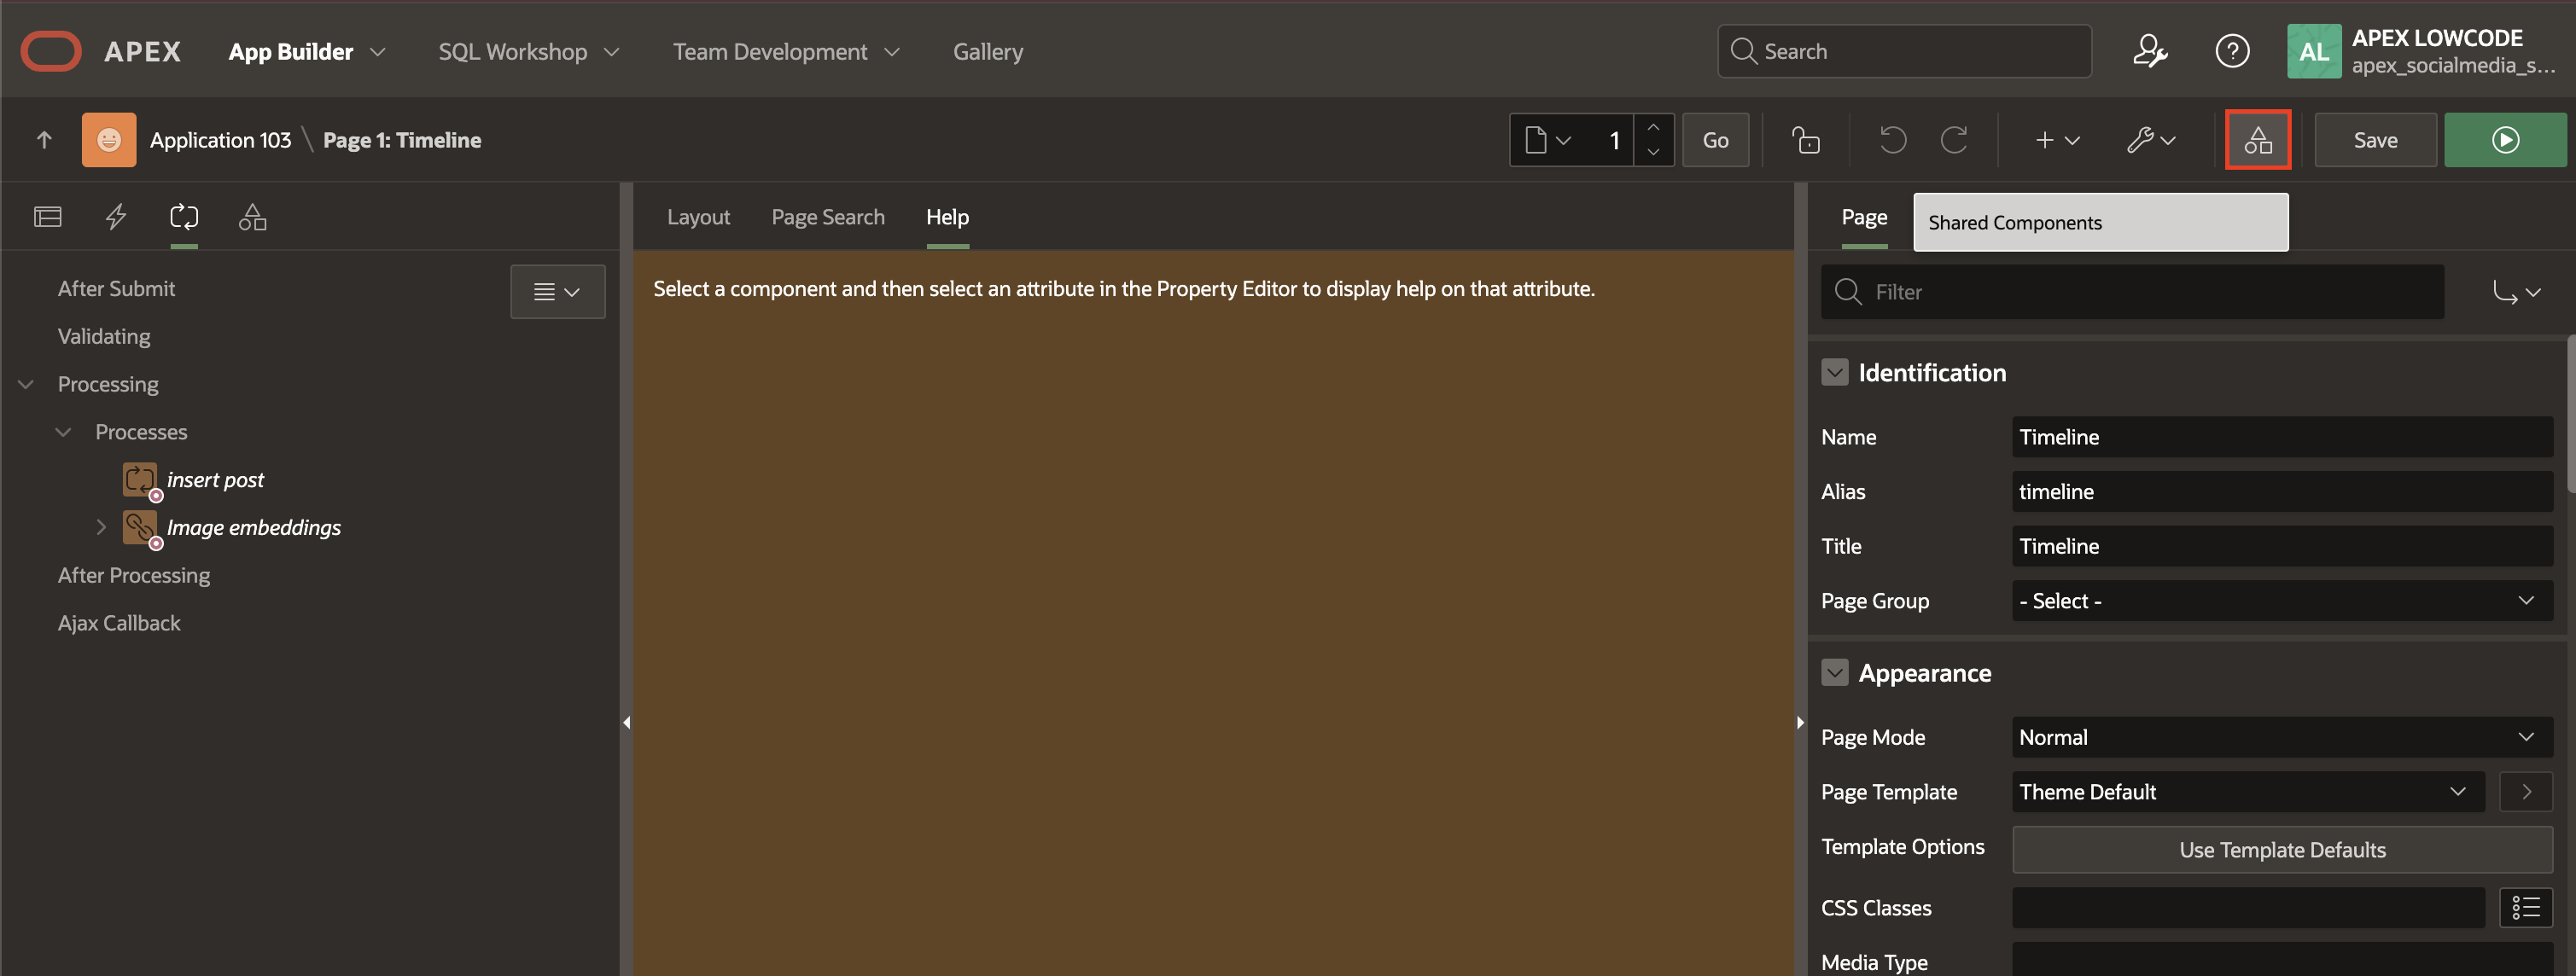 APEX App Builder SQL Workshop Team Development Gallery Search AL APEX LOWCODE
apex_socialmedia_s...
Application 103 \ Page 1: Timeline 1 Go Save
Layout Page Search Help
Page Shared Components
After Submit
Validating
Processing
Processes
insert post
Image embeddings
After Processing
Ajax Callback
Select a component and then select an attribute in the Property Editor to display help on that attribute.
Filter
Identification
Name Timeline
Alias timeline
Title Timeline
Page Group - Select -
Appearance
Page Mode Normal
Page Template Theme Default
Template Options Use Template Defaults
CSS Classes
Media Type